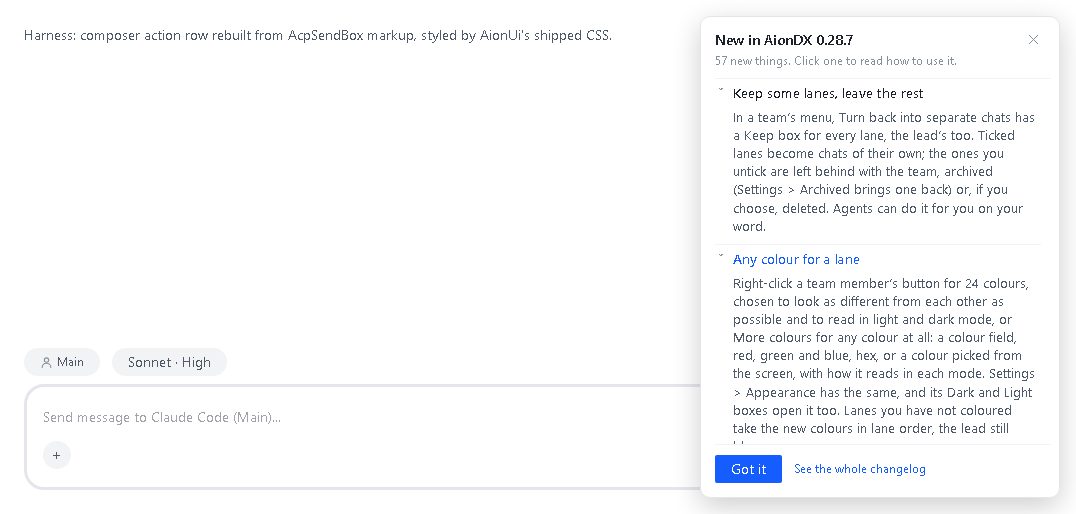 Harness: composer action row rebuilt from AcpSendBox markup, styled by AionUi's shipped CSS.
New in AionDX 0.28.7
57 new things. Click one to read how to use it.
Keep some lanes, leave the rest
In a team's menu, Turn back into separate chats has
a Keep box for every lane, the lead's too. Ticked
lanes become chats of their own; the ones you
untick are left behind with the team, archived
(Settings > Archived brings one back) or, if you
choose, deleted. Agents can do it for you on your
word.
Any colour for a lane
Right-click a team member's button for 24 colours,
chosen to look as different from each other as
possible and to read in light and dark mode, or
More colours for any colour at all: a colour field,
red, green and blue, hex, or a colour picked from
the screen, with how it reads in each mode. Settings
> Appearance has the same, and its Dark and Light
boxes open it too. Lanes you have not coloured
take the new colours in lane order, the lead still
Got it
See the whole changelog
Main
Sonnet · High
Send message to Claude Code (Main)...
+